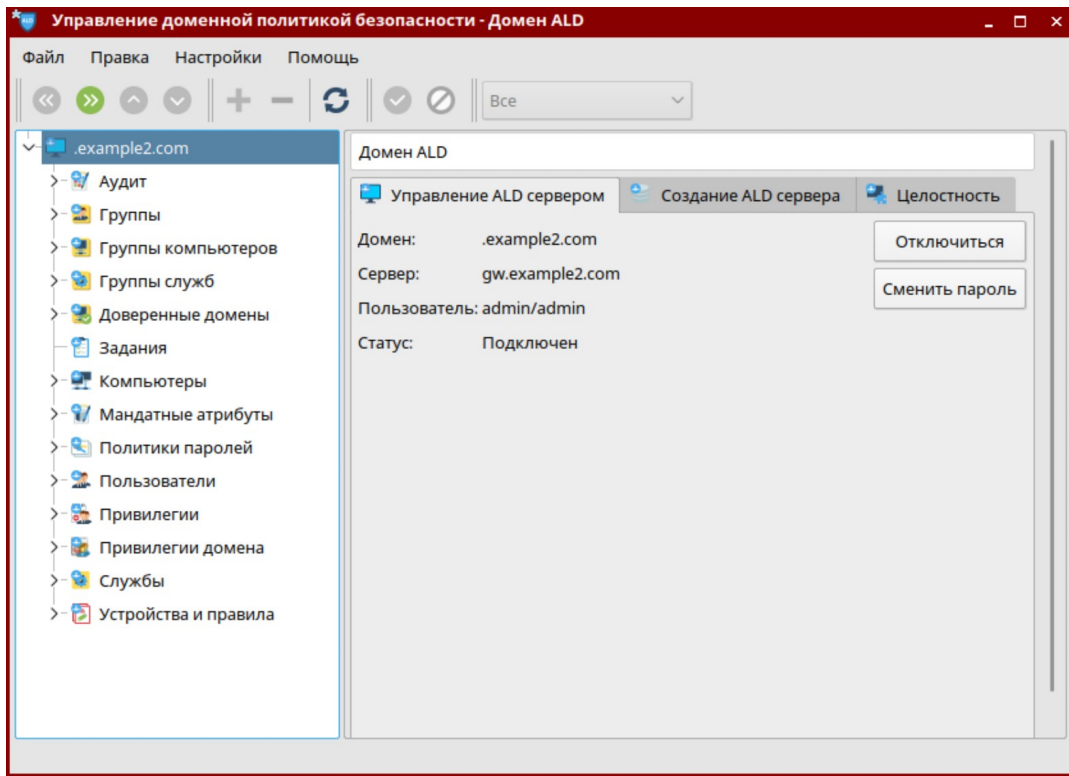 Управление доменной политикой безопасности - Домен ALD
Файл Правка Настройки Помощь
Все
.example2.com
Аудит
Группы
Группы компьютеров
Группы служб
Доверенные домены
Задания
Компьютеры
Мандатные атрибуты
Политики паролей
Пользователи
Привилегии
Привилегии домена
Службы
Устройства и правила
Домен ALD
Управление ALD сервером Создание ALD сервера Целостность
Домен: .example2.com
Отключиться
Сервер: gw.example2.com
Сменить пароль
Пользователь: admin/admin
Статус: Подключен